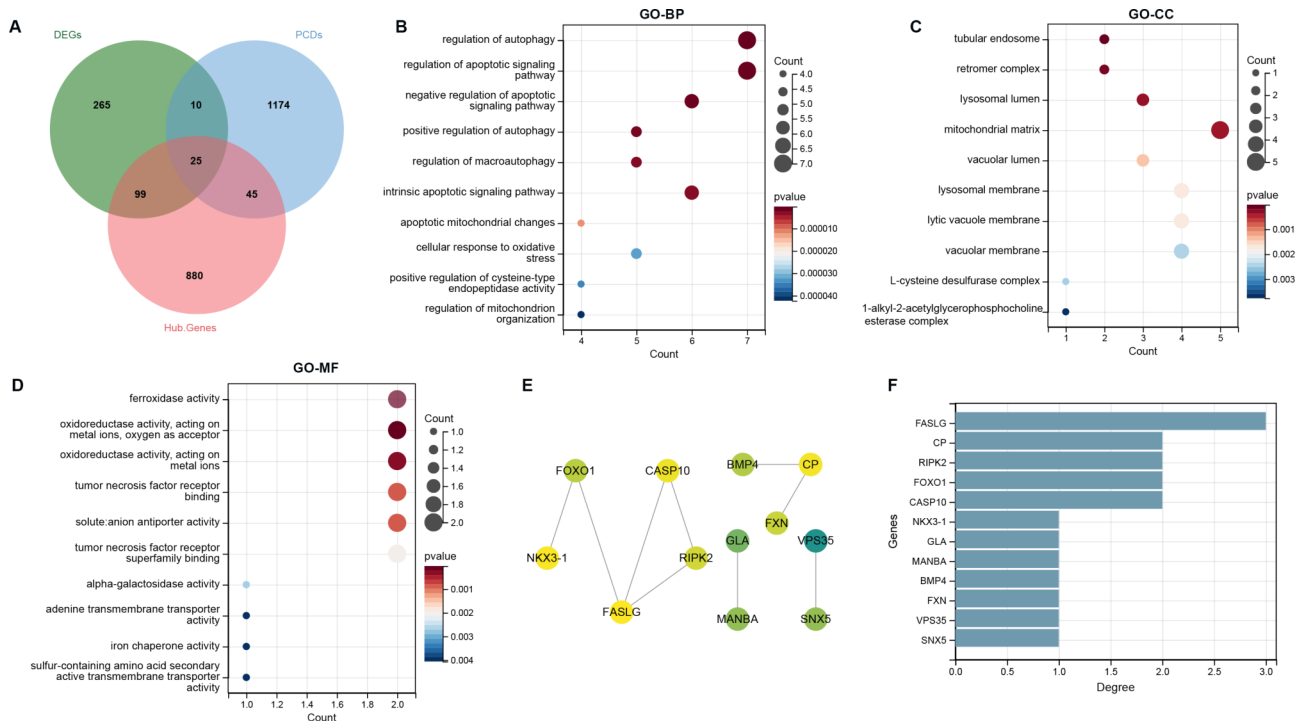 A
DEGs
PCDs
265
10
1174
25
99
45
880
Hub.Genes
B
GO-BP
regulation of autophagy
regulation of apoptotic signaling
pathway
negative regulation of apoptotic
signaling pathway
positive regulation of autophagy
regulation of macroautophagy
intrinsic apoptotic signaling pathway
apoptotic mitochondrial changes
cellular response to oxidative
stress
positive regulation of cysteine-type
endopeptidase activity
regulation of mitochondrion
organization
4 5 6 7
Count
Count
4.0
4.5
5.0
5.5
6.0
6.5
7.0
pvalue
0.000010
0.000020
0.000030
0.000040
C
GO-CC
tubular endosome
retromer complex
lysosomal lumen
mitochondrial matrix
vacuolar lumen
lysosomal membrane
lytic vacuole membrane
vacuolar membrane
L-cysteine desulfurase complex
1-alkyl-2-acetylglycerophosphocholine
esterase complex
1 2 3 4 5
Count
Count
1
2
3
4
5
pvalue
0.001
0.002
0.003
D
GO-MF
ferroxidase activity
oxidoreductase activity, acting on
metal ions, oxygen as acceptor
oxidoreductase activity, acting on
metal ions
tumor necrosis factor receptor
binding
solute:anion antiporter activity
tumor necrosis factor receptor
superfamily binding
alpha-galactosidase activity
adenine transmembrane transporter
activity
iron chaperone activity
sulfur-containing amino acid secondary
active transmembrane transporter
activity
1.0 1.2 1.4 1.6 1.8 2.0
Count
Count
1.0
1.2
1.4
1.6
1.8
2.0
pvalue
0.001
0.002
0.003
0.004
E
FOXO1
CASP10
BMP4
CP
FXN
GLA
VPS35
NKX3-1
RIPK2
FASLG
MANBA
SNX5
F
Genes
FASLG
CP
RIPK2
FOXO1
CASP10
NKX3-1
GLA
MANBA
BMP4
FXN
VPS35
SNX5
0.0 0.5 1.0 1.5 2.0 2.5 3.0
Degree